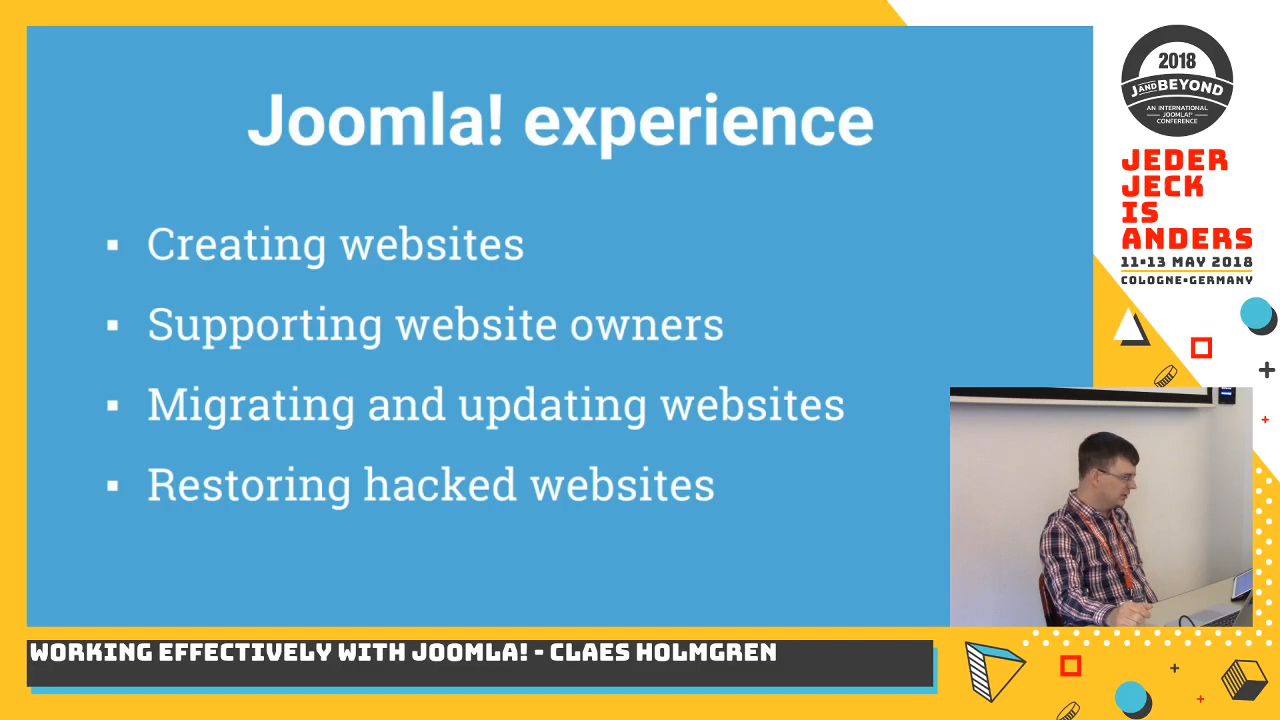 Joomla! experience
▪ Creating websites
▪ Supporting website owners
▪ Migrating and updating websites
▪ Restoring hacked websites
2018
J AND BEYOND
AN INTERNATIONAL
JOOMLA!®
CONFERENCE
JEDER
JECK
IS
ANDERS
11▪13 MAY 2018
COLOGNE▪GERMANY
WORKING EFFECTIVELY WITH JOOMLA! - CLAES HOLMGREN